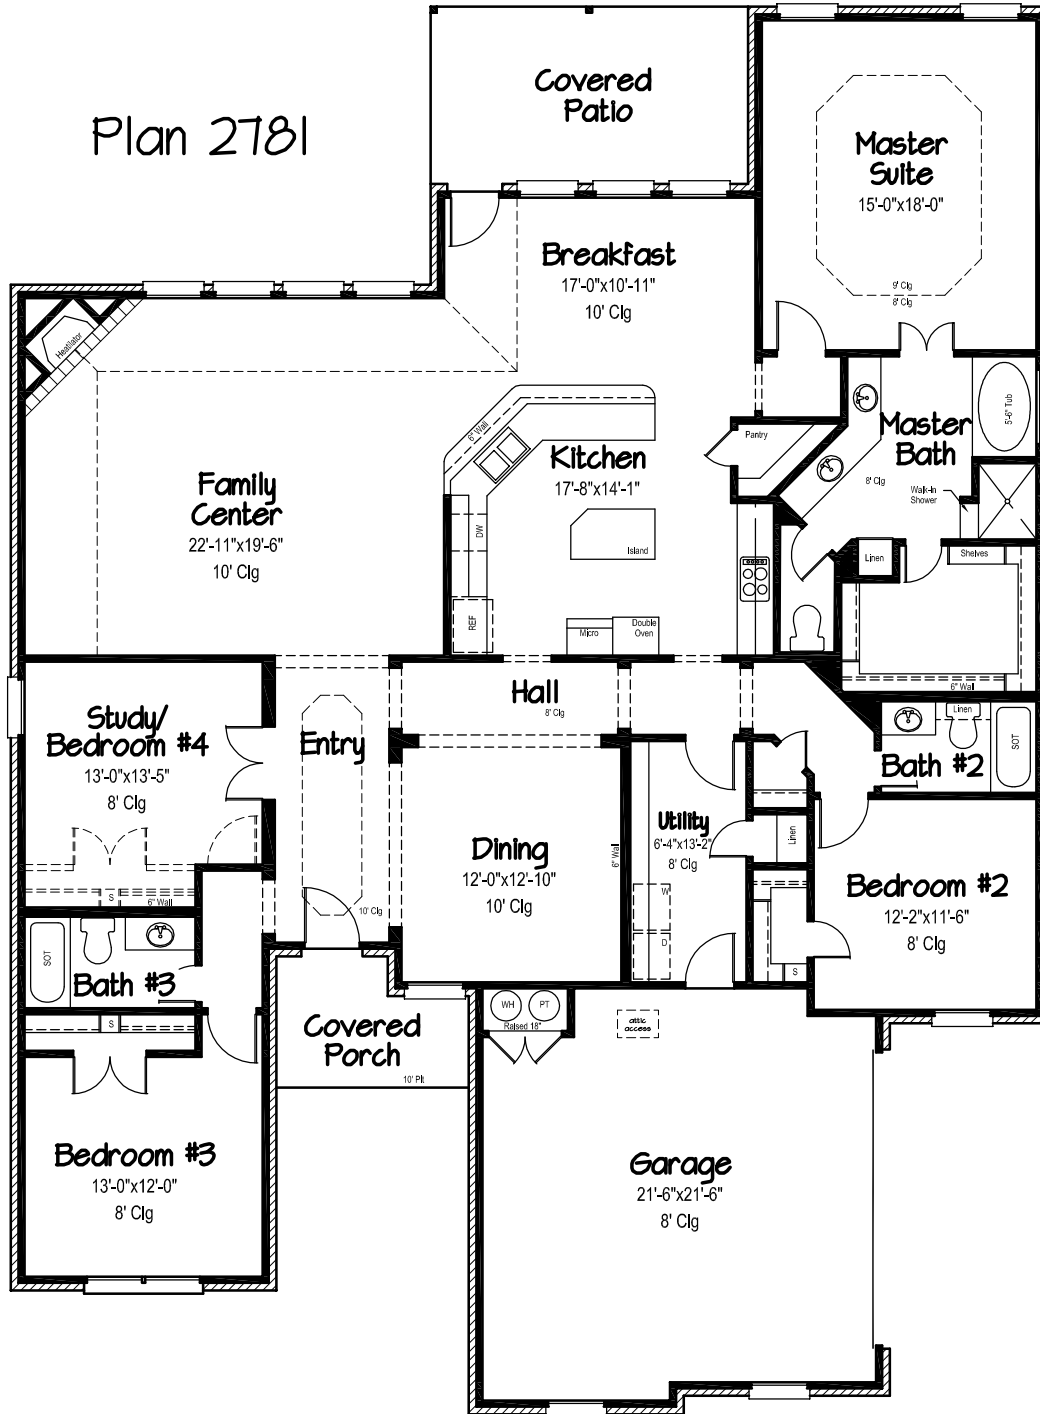 Plan 2781
Covered
Patio
Master
Suite
15'-0"x18'-0"
9' Clg
8' Clg
Breakfast
17'-0"x10'-11"
10' Clg
Heatilator
6" Wall
Pantry
Master
Bath
8' Clg
5'-6" Tub
Walk-In
Shower
Kitchen
17'-8"x14'-1"
Family
Center
22'-11"x19'-6"
10' Clg
DW
Island
REF
Micro
Double
Oven
Linen
Shelves
6" Wall
Hall
8' Clg
Study/
Bedroom #4
13'-0"x13'-5"
8' Clg
S
6" Wall
Entry
10' Clg
Linen
SOT
Bath #2
Utility
6'-4"x13'-2"
8' Clg
Linen
6" Wall
W
D
Dining
12'-0"x12'-10"
10' Clg
Bedroom #2
12'-2"x11'-6"
8' Clg
S
SOT
Bath #3
S
WH
PT
Raised 18"
attic
access
Covered
Porch
10' Plt
Bedroom #3
13'-0"x12'-0"
8' Clg
Garage
21'-6"x21'-6"
8' Clg